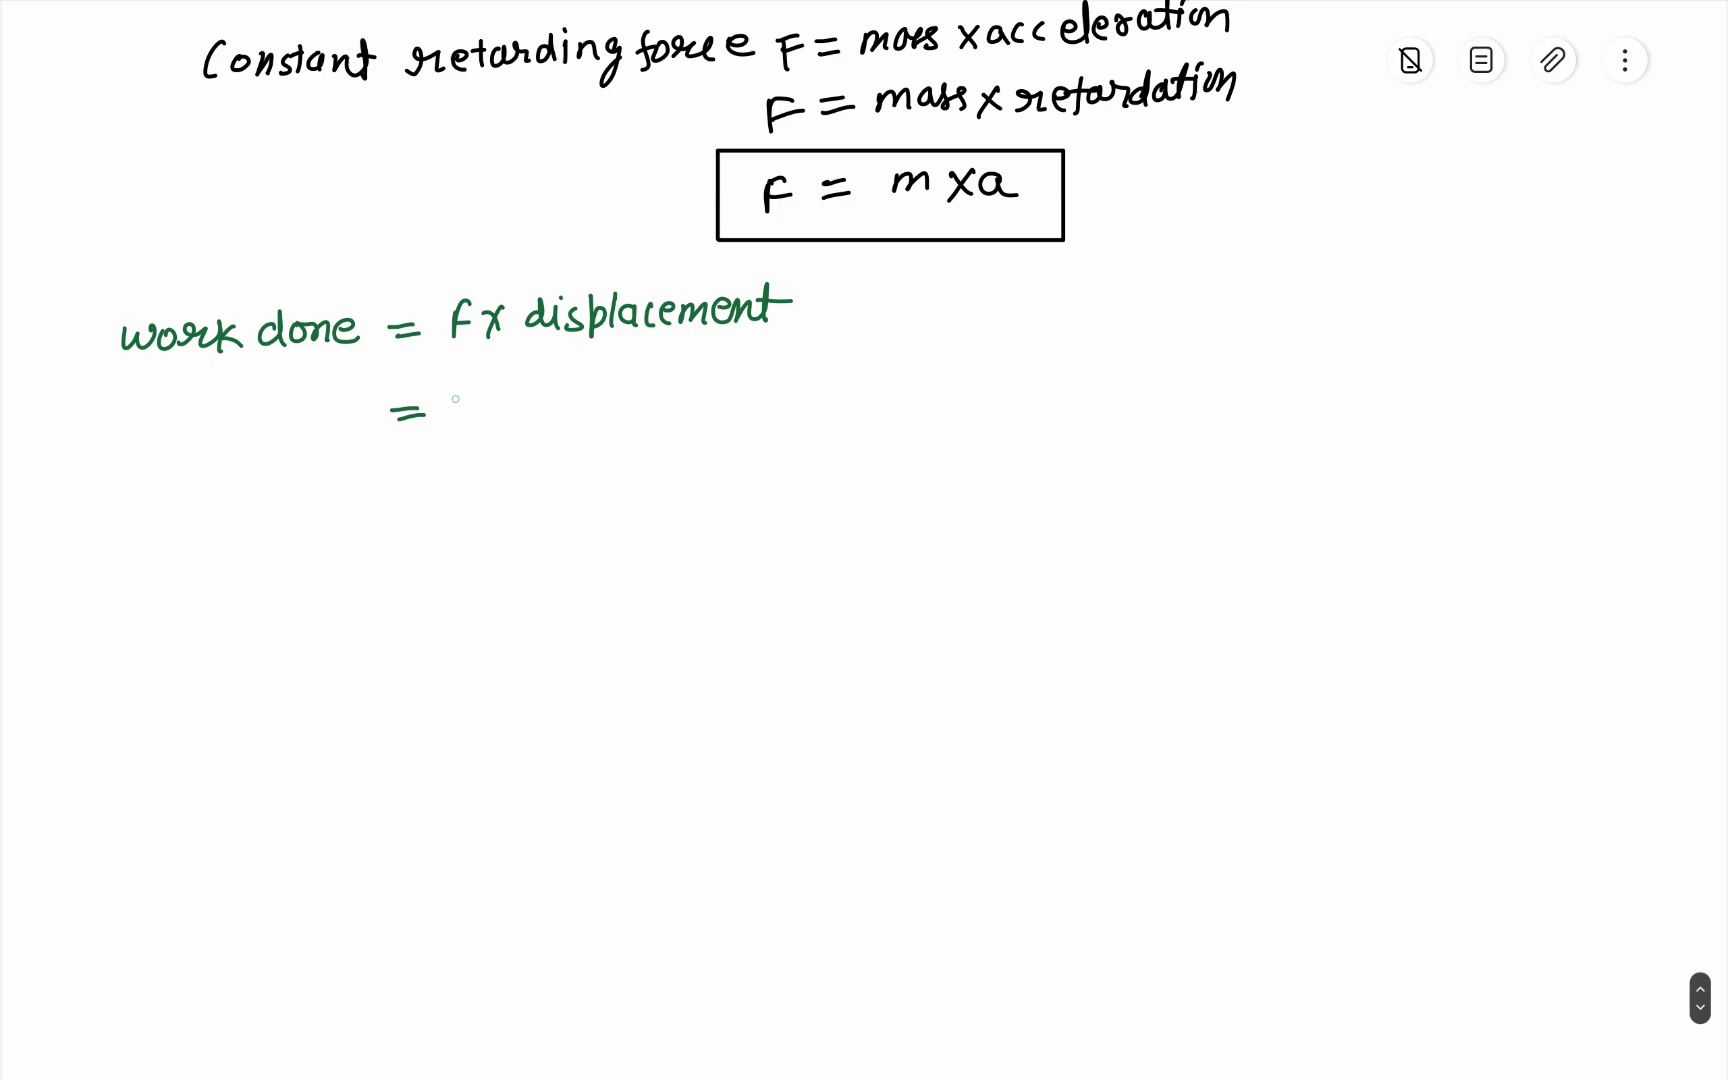 Constant retarding force F = mass x acceleration
F = mass x retardation
F = m x a
work done = F x displacement
=